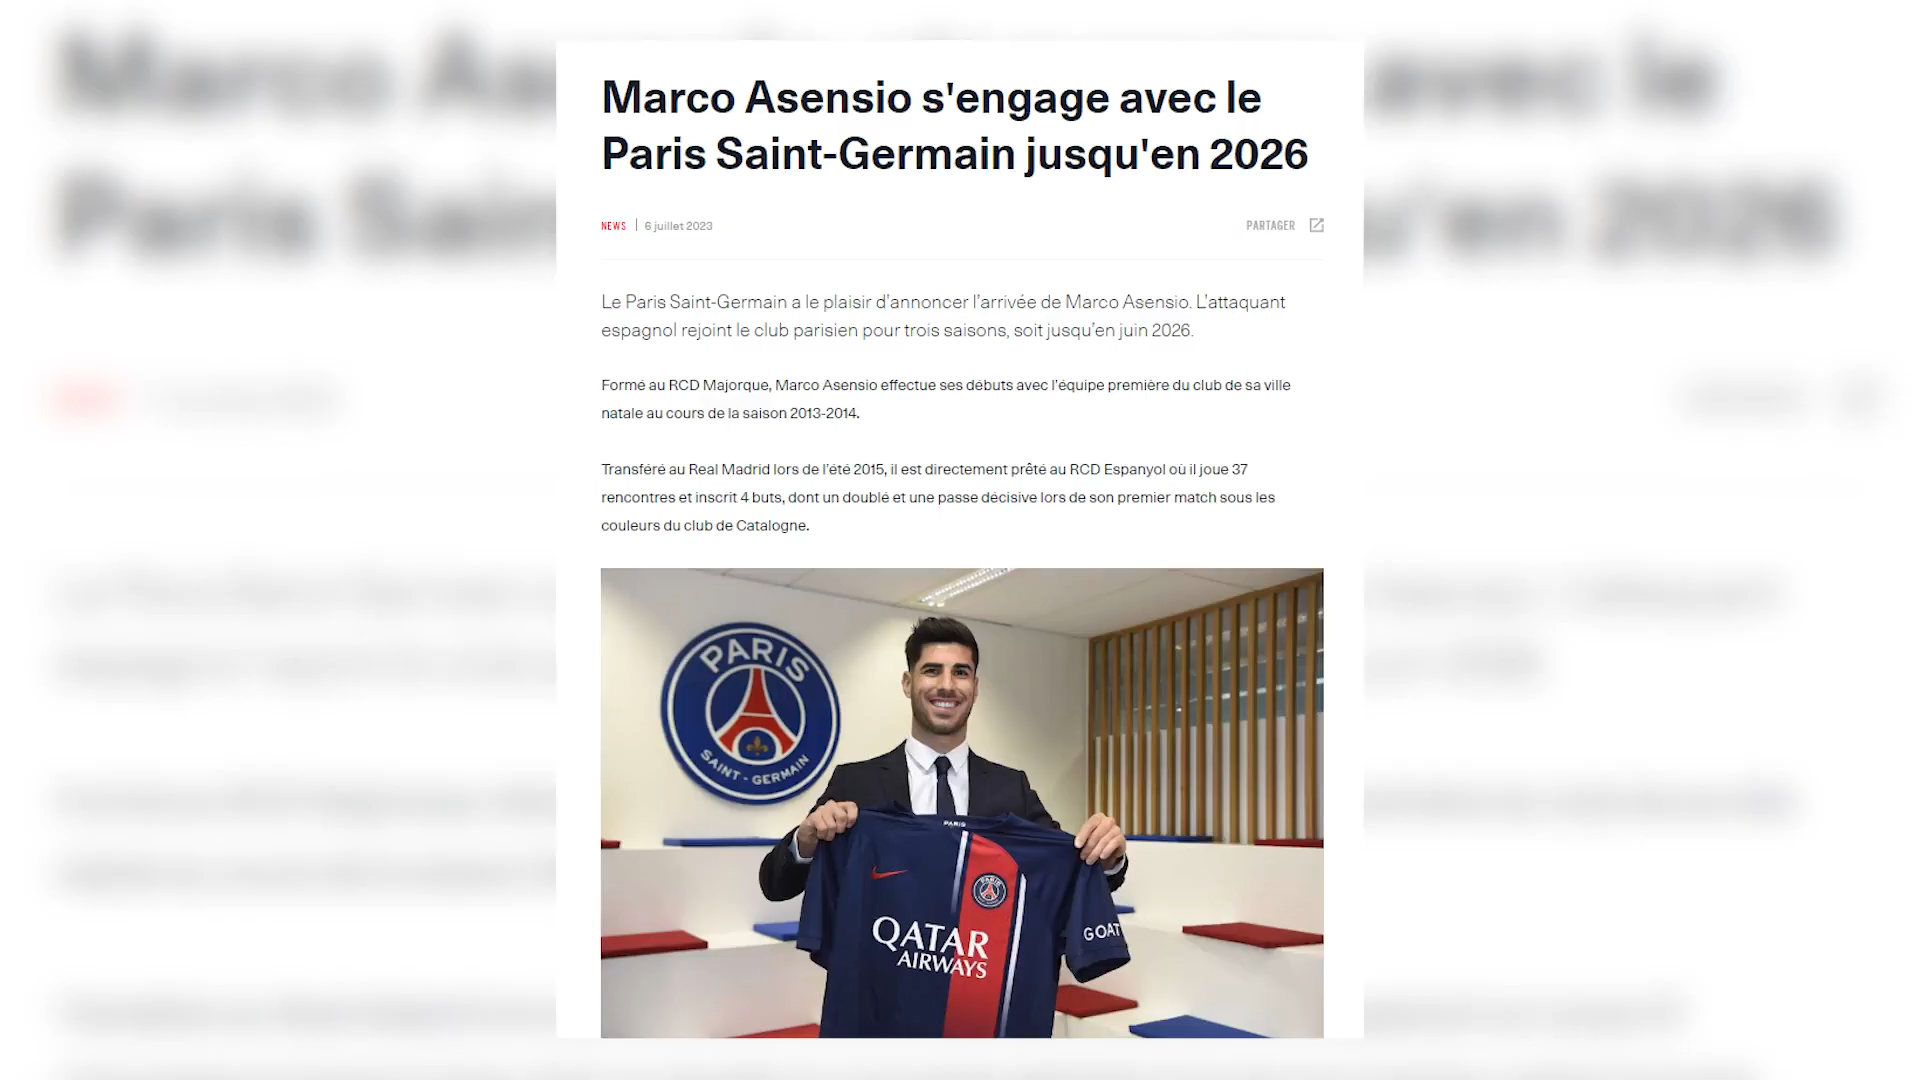 Marco Asensio s'engage avec le
Paris Saint-Germain jusqu'en 2026
NEWS | 6 juillet 2023
PARTAGER
Le Paris Saint-Germain a le plaisir d’annoncer l’arrivée de Marco Asensio. L’attaquant
espagnol rejoint le club parisien pour trois saisons, soit jusqu’en juin 2026.
Formé au RCD Majorque, Marco Asensio effectue ses débuts avec l’équipe première du club de sa ville
natale au cours de la saison 2013-2014.
Transféré au Real Madrid lors de l’été 2015, il est directement prêté au RCD Espanyol où il joue 37
rencontres et inscrit 4 buts, dont un doublé et une passe décisive lors de son premier match sous les
couleurs du club de Catalogne.
PARIS
SAINT-GERMAIN
PARIS
PARIS
QATAR
AIRWAYS
GOAT